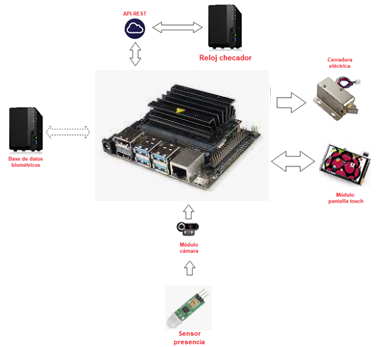 API-REST
Reloj checador
Cerradura
eléctrica
Base de datos
biométricos
Módulo
pantalla touch
Módulo
cámara
Sensor
presencia